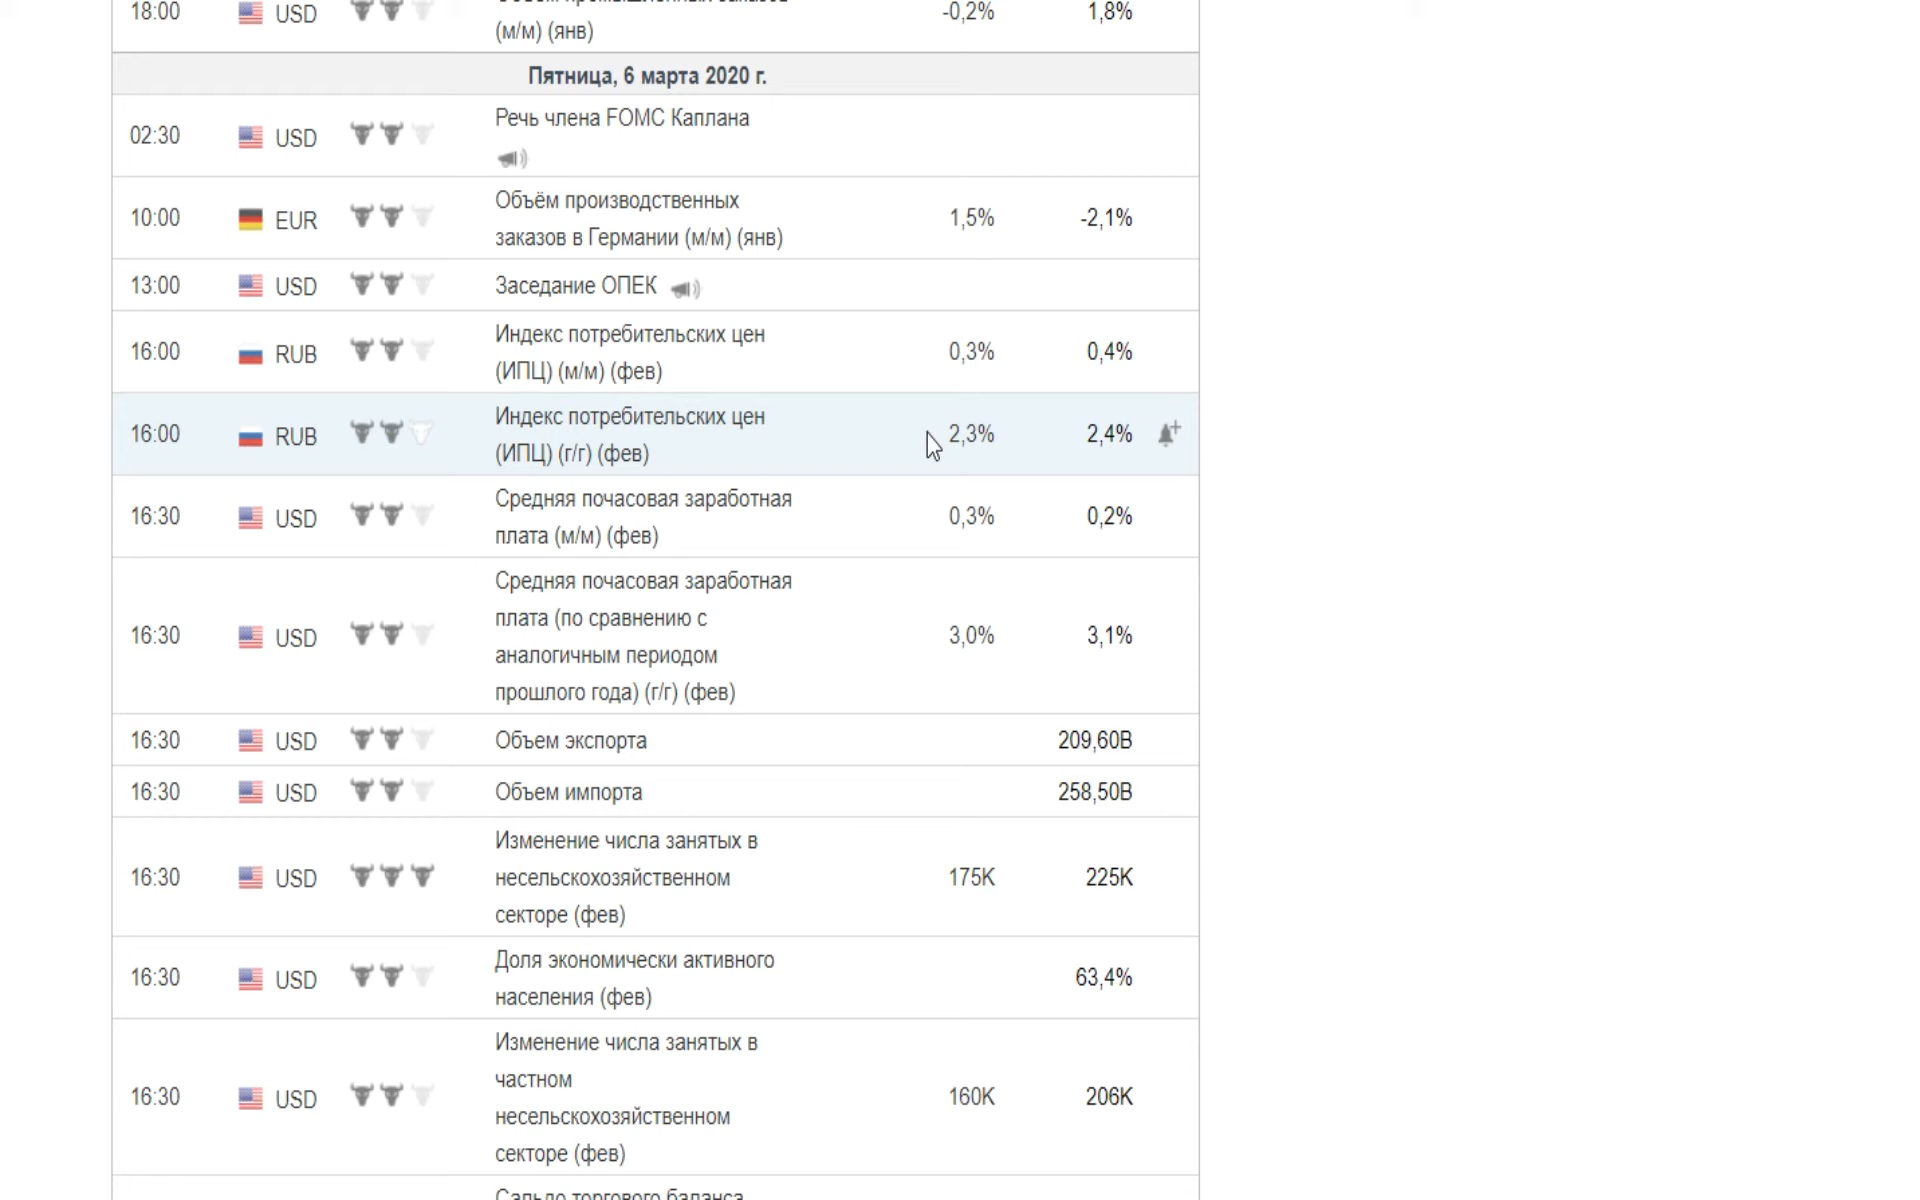 18:00 USD -0,2% 1,8%
(м/м) (янв)
Пятница, 6 марта 2020 г.
02:30 USD Речь члена FOMC Каплана
10:00 EUR Объём производственных 1,5% -2,1%
заказов в Германии (м/м) (янв)
13:00 USD Заседание ОПЕК
16:00 RUB Индекс потребительских цен 0,3% 0,4%
(ИПЦ) (м/м) (фев)
16:00 RUB Индекс потребительских цен 2,3% 2,4%
(ИПЦ) (г/г) (фев)
16:30 USD Средняя почасовая заработная 0,3% 0,2%
плата (м/м) (фев)
16:30 USD Средняя почасовая заработная 3,0% 3,1%
плата (по сравнению с
аналогичным периодом
прошлого года) (г/г) (фев)
16:30 USD Объем экспорта 209,60B
16:30 USD Объем импорта 258,50B
16:30 USD Изменение числа занятых в 175K 225K
несельскохозяйственном
секторе (фев)
16:30 USD Доля экономически активного 63,4%
населения (фев)
16:30 USD Изменение числа занятых в 160K 206K
частном
несельскохозяйственном
секторе (фев)
Сальдо торгового баланса